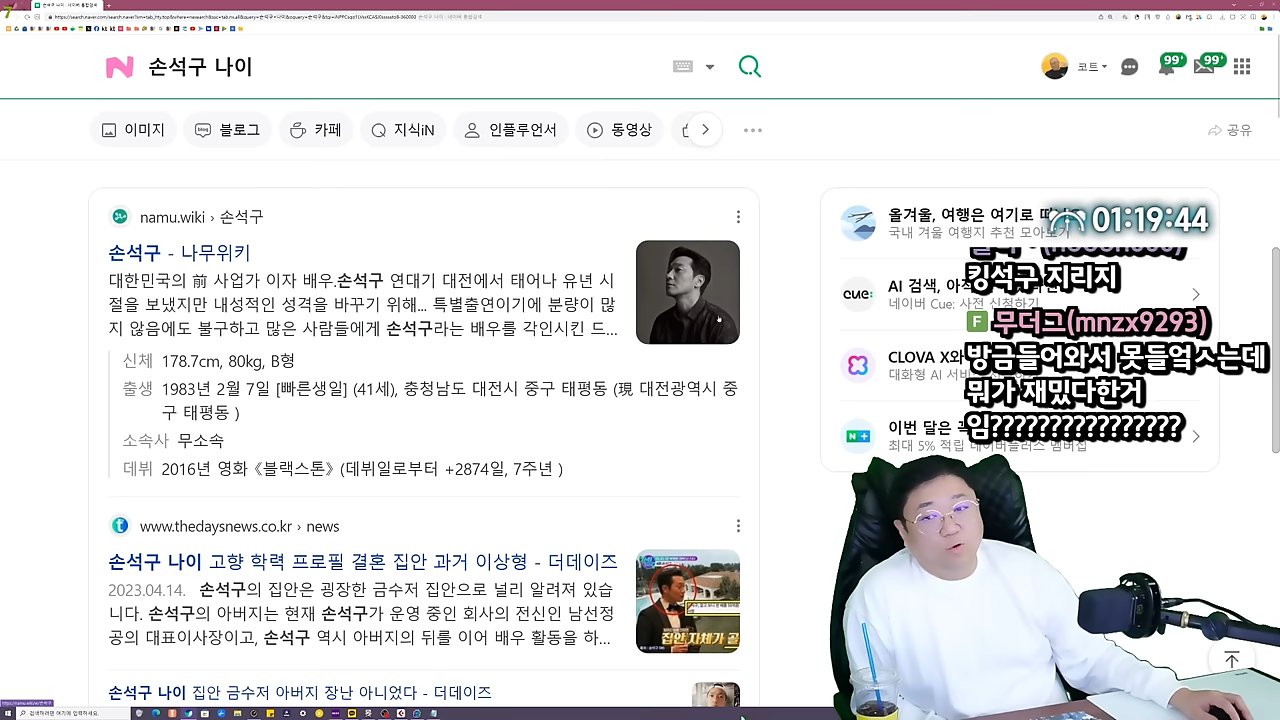 손석구 나이
코트
99+
99+
이미지
블로그
카페
지식iN
인플루언서
동영상
공유
namu.wiki › 손석구
손석구 - 나무위키
대한민국의 前 사업가 이자 배우.손석구 연대기 대전에서 태어나 유년 시
절을 보냈지만 내성적인 성격을 바꾸기 위해... 특별출연이기에 분량이 많
지 않음에도 불구하고 많은 사람들에게 손석구라는 배우를 각인시킨 드...
신체 178.7cm, 80kg, B형
출생 1983년 2월 7일 [빠른생일] (41세), 충청남도 대전시 중구 태평동 (現 대전광역시 중
구 태평동 )
소속사 무소속
데뷔 2016년 영화 《블랙스톤》 (데뷔일로부터 +2874일, 7주년 )
www.thedaysnews.co.kr › news
손석구 나이 고향 학력 프로필 결혼 집안 과거 이상형 - 더데이즈
2023.04.14. 손석구의 집안은 굉장한 금수저 집안으로 널리 알려져 있습
니다. 손석구의 아버지는 현재 손석구가 운영 중인 회사의 전신인 남선정
공의 대표이사장이고, 손석구 역시 아버지의 뒤를 이어 배우 활동을 하...
집안 자체가 골
손석구 나이 집안 금수저 아버지 장난 아니었다 - 더데이즈
올겨울, 여행은 여기로
국내 겨울 여행지 추천 모아보기
01:19:44
킹석구 지리지
cue:
AI 검색,
네이버 Cue: 사전 신청하기
F 무더그(mnzx9293)
방금들어와서 못들엌ㅅ는데
뭐가 재밌다한거
임????????????????
CLOVA X와
대화형 AI 서비
N+
이번 달은
최대 5% 적립 네이버플러스 멤버십
검색하려면 여기에 입력하세요.